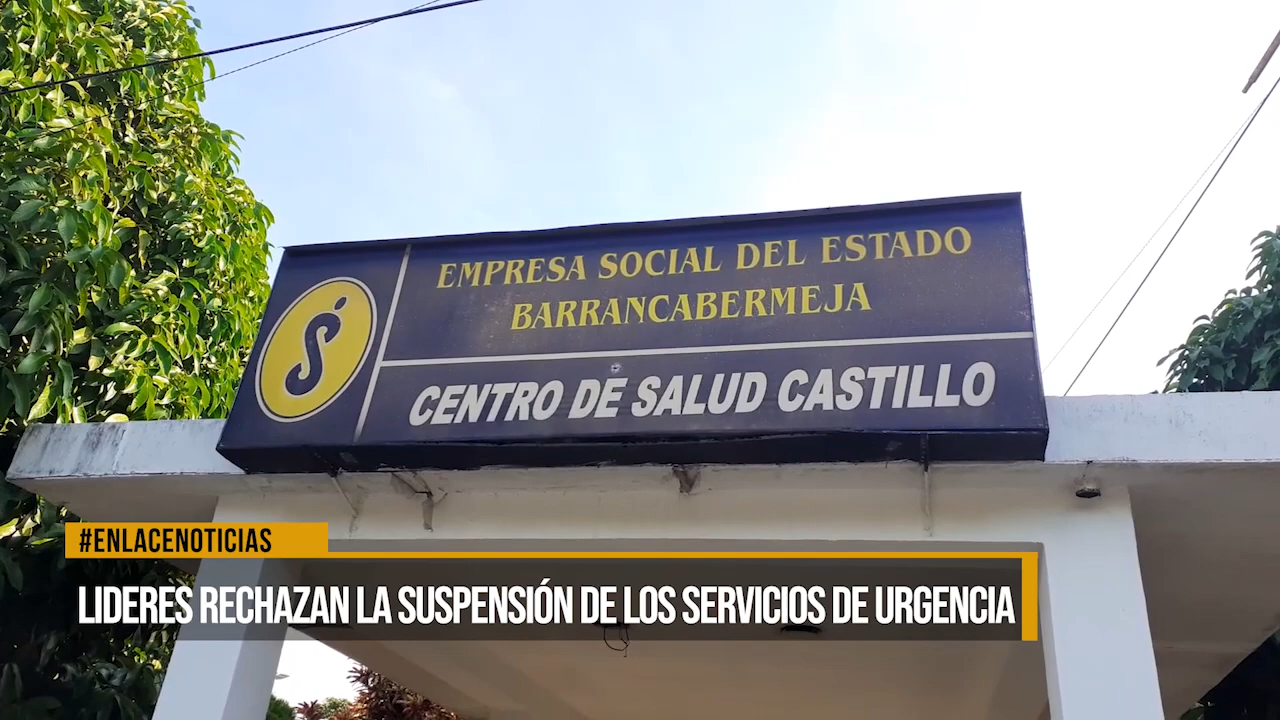 EMPRESA SOCIAL DEL ESTADO
BARRANCABERMEJA
CENTRO DE SALUD CASTILLO
#ENLACENOTICIAS
LIDERES RECHAZAN LA SUSPENSIÓN DE LOS SERVICIOS DE URGENCIA